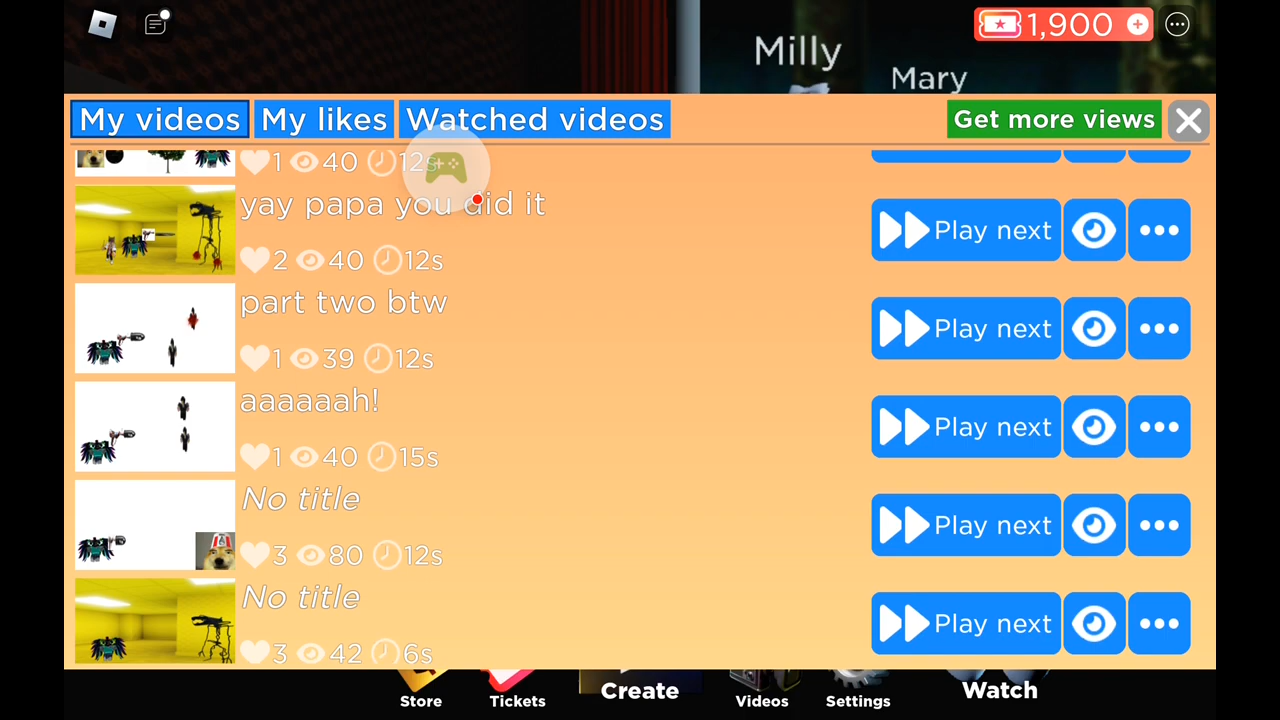 1,900
Milly
Mary
My videos My likes Watched videos Get more views
1 40 12s
yay papa you did it
Play next
2 40 12s
part two btw
Play next
1 39 12s
aaaaaah!
Play next
1 40 15s
No title
Play next
3 80 12s
No title
Play next
3 42 6s
Store Tickets Create Videos Settings Watch